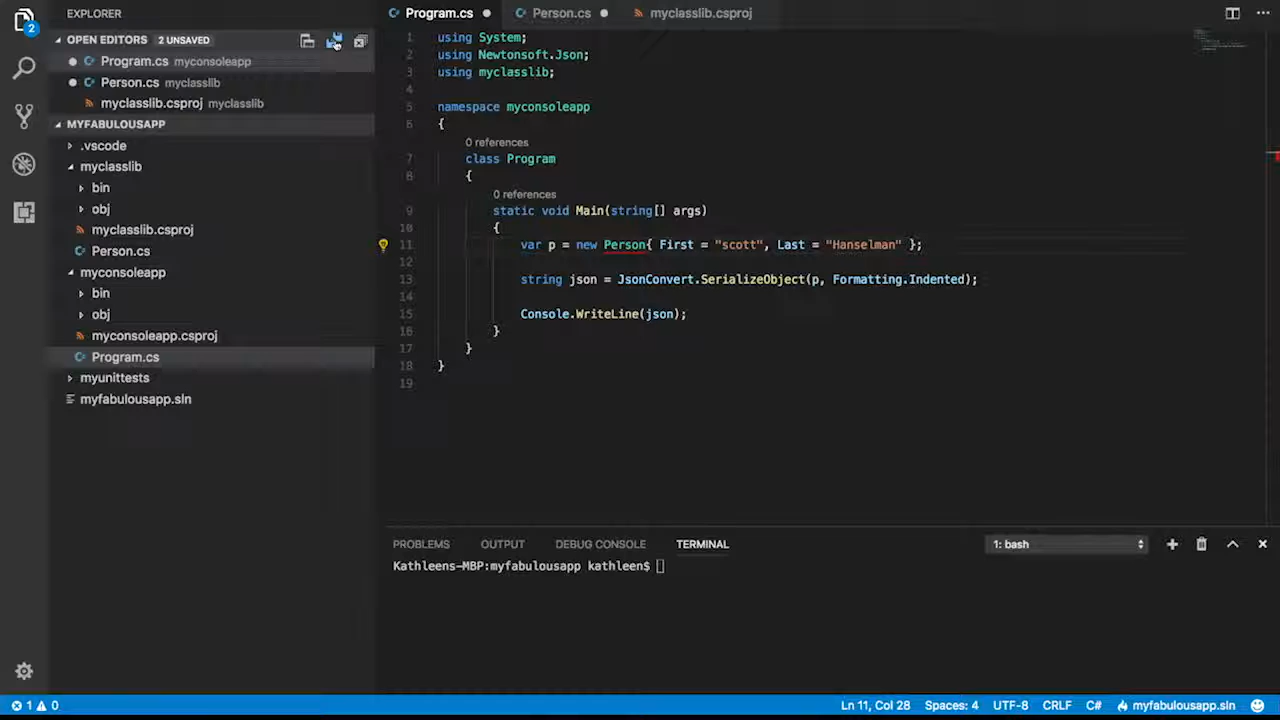 EXPLORER
OPEN EDITORS 2 UNSAVED
Program.cs myconsoleapp
Person.cs myclasslib
myclasslib.csproj myclasslib
MYFABULOUSAPP
.vscode
myclasslib
bin
obj
myclasslib.csproj
Person.cs
myconsoleapp
bin
obj
myconsoleapp.csproj
Program.cs
myunittests
myfabulousapp.sln
2
Program.cs Person.cs myclasslib.csproj
1 using System;
2 using Newtonsoft.Json;
3 using myclasslib;
4
5 namespace myconsoleapp
6 {
0 references
7 class Program
8 {
0 references
9 static void Main(string[] args)
10 {
11 var p = new Person{ First = "scott", Last = "Hanselman" };
12
13 string json = JsonConvert.SerializeObject(p, Formatting.Indented);
14
15 Console.WriteLine(json);
16 }
17 }
18 }
19
PROBLEMS OUTPUT DEBUG CONSOLE TERMINAL 1: bash
Kathleens-MBP:myfabulousapp kathleen$
1 0 Ln 11, Col 28 Spaces: 4 UTF-8 CRLF C# myfabulousapp.sln